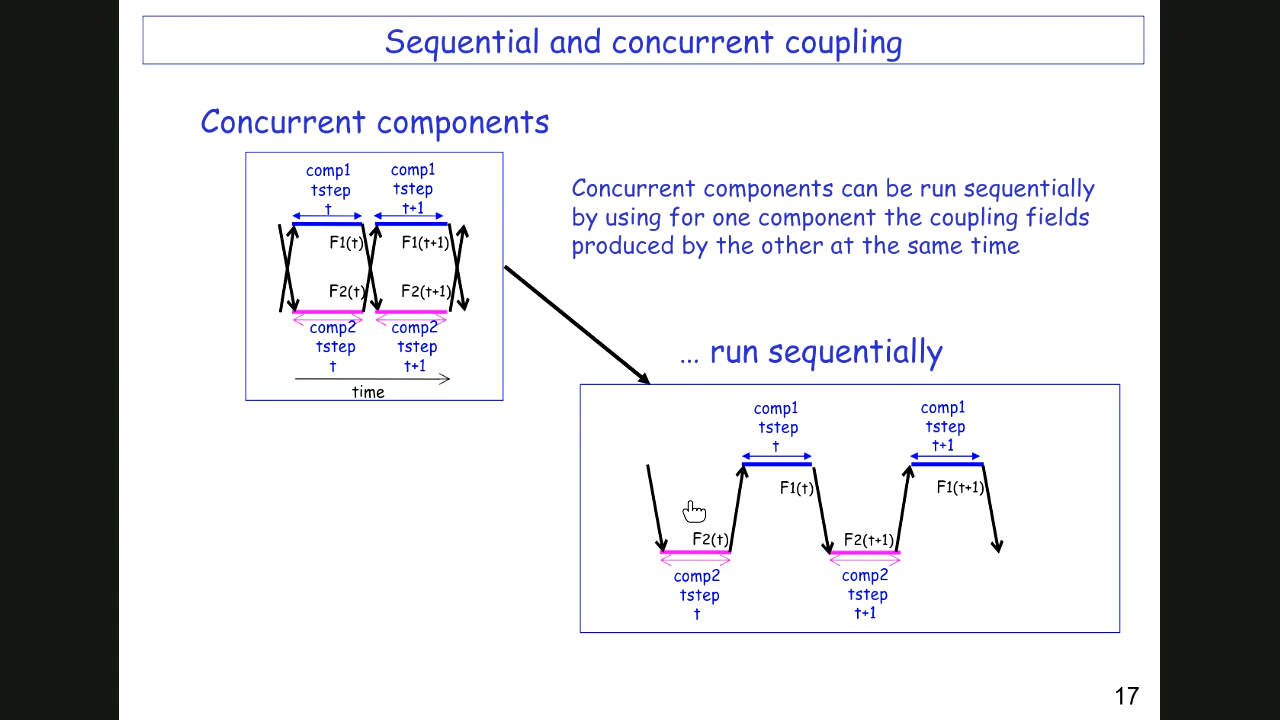 Sequential and concurrent coupling
Concurrent components
comp1
tstep
t
comp1
tstep
t+1
F1(t)
F1(t+1)
F2(t)
F2(t+1)
comp2
tstep
t
comp2
tstep
t+1
time
Concurrent components can be run sequentially
by using for one component the coupling fields
produced by the other at the same time
... run sequentially
comp1
tstep
t
comp1
tstep
t+1
F1(t)
F1(t+1)
F2(t)
F2(t+1)
comp2
tstep
t
comp2
tstep
t+1
17